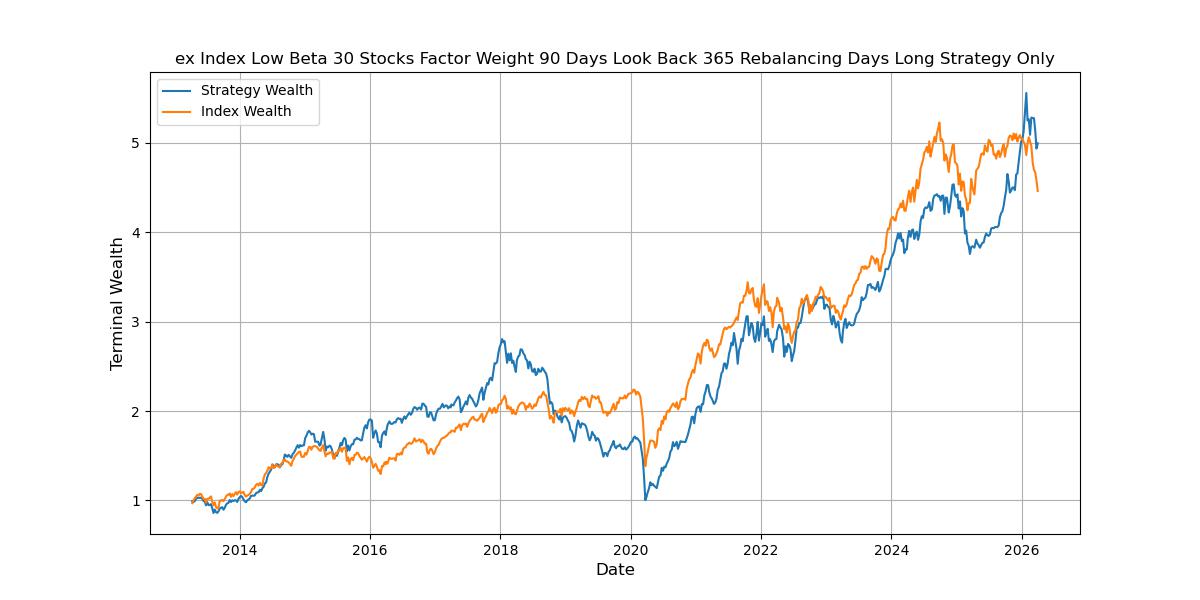 ex Index Low Beta 30 Stocks Factor Weight 90 Days Look Back 365 Rebalancing Days Long Strategy Only
Strategy Wealth
Index Wealth
Terminal Wealth
5
4
3
2
1
2014 2016 2018 2020 2022 2024 2026
Date